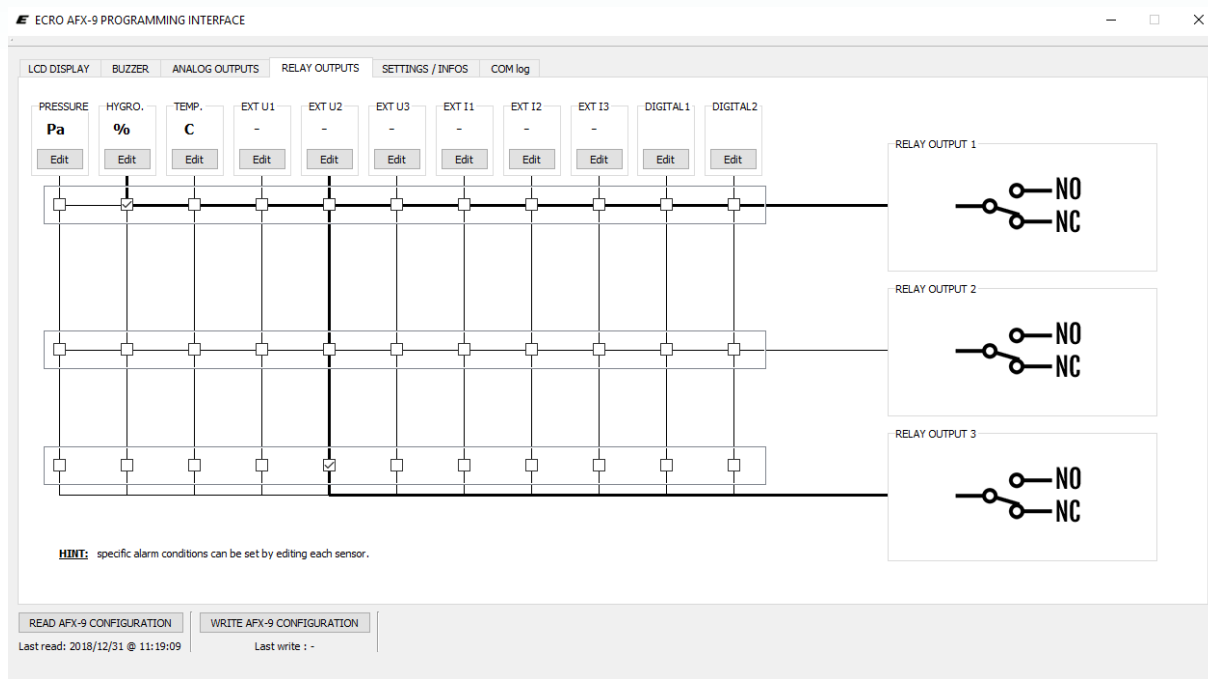 ECRO AFX-9 PROGRAMMING INTERFACE
LCD DISPLAY BUZZER ANALOG OUTPUTS RELAY OUTPUTS SETTINGS / INFOS COM log
PRESSURE HYGRO. TEMP. EXT U1 EXT U2 EXT U3 EXT I1 EXT I2 EXT I3 DIGITAL1 DIGITAL2
Pa % C - - - - - -
Edit Edit Edit Edit Edit Edit Edit Edit Edit Edit Edit
RELAY OUTPUT 1
NO
NC
RELAY OUTPUT 2
NO
NC
RELAY OUTPUT 3
NO
NC
HINT: specific alarm conditions can be set by editing each sensor.
READ AFX-9 CONFIGURATION WRITE AFX-9 CONFIGURATION
Last read: 2018/12/31 @ 11:19:09 Last write : -